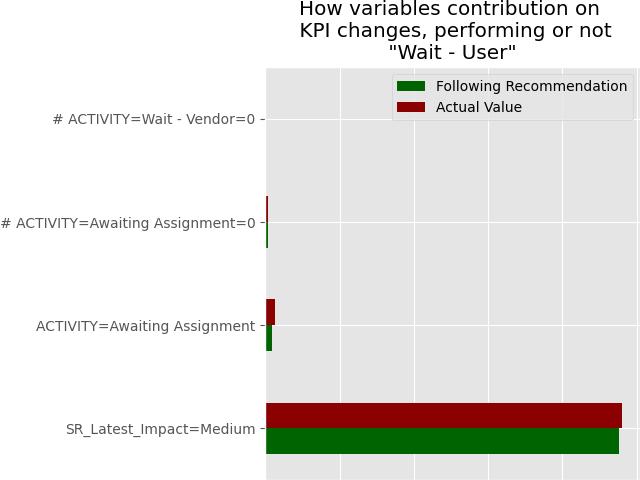 How variables contribution on
KPI changes, performing or not
"Wait - User"
Following Recommendation
Actual Value
# ACTIVITY=Wait - Vendor=0
# ACTIVITY=Awaiting Assignment=0
ACTIVITY=Awaiting Assignment
SR_Latest_Impact=Medium